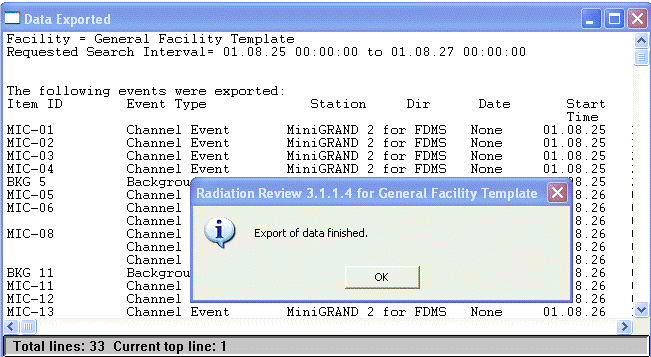 Data Exported
Facility = General Facility Template
Requested Search Interval= 01.08.25 00:00:00 to 01.08.27 00:00:00
The following events were exported:
Item ID Event Type Station Dir Date Start
Time
MIC-01 Channel Event MiniGRAND 2 for FDMS None 01.08.25
MIC-02 Channel Event MiniGRAND 2 for FDMS None 01.08.25
MIC-03 Channel Event MiniGRAND 2 for FDMS None 01.08.25
MIC-04 Channel Event MiniGRAND 2 for FDMS None 01.08.25
BKG 5 Backgrou 8.25
MIC-05 Channel 8.26
MIC-06 Channel 8.26
Channel 8.26
MIC-08 Channel 8.26
Channel 8.26
Channel 8.26
BKG 11 Backgrou 8.26
MIC-11 Channel 8.26
MIC-12 Channel 8.26
MIC-13 Channel Event MiniGRAND 2 for FDMS None 01.08.26
Radiation Review 3.1.1.4 for General Facility Template
Export of data finished.
OK
Total lines: 33 Current top line: 1